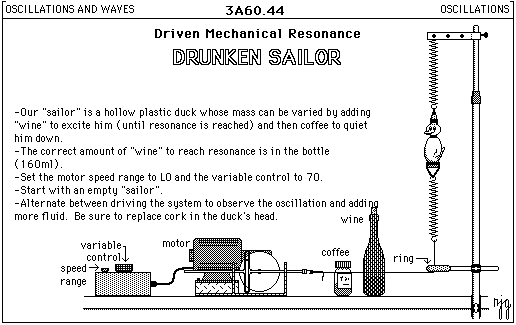 OSCILLATIONS AND WAVES
3A60.44
OSCILLATIONS
Driven Mechanical Resonance
DRUNKEN SAILOR
-Our "sailor" is a hollow plastic duck whose mass can be varied by adding
"wine" to excite him (until resonance is reached) and then coffee to quiet
him down.
-The correct amount of "wine" to reach resonance is in the bottle
(160ml).
-Set the motor speed range to LO and the variable control to 70.
-Start with an empty "sailor".
-Alternate between driving the system to observe the oscillation and adding
more fluid. Be sure to replace cork in the duck's head.
wine
variable
control
motor
coffee
speed
range
ring